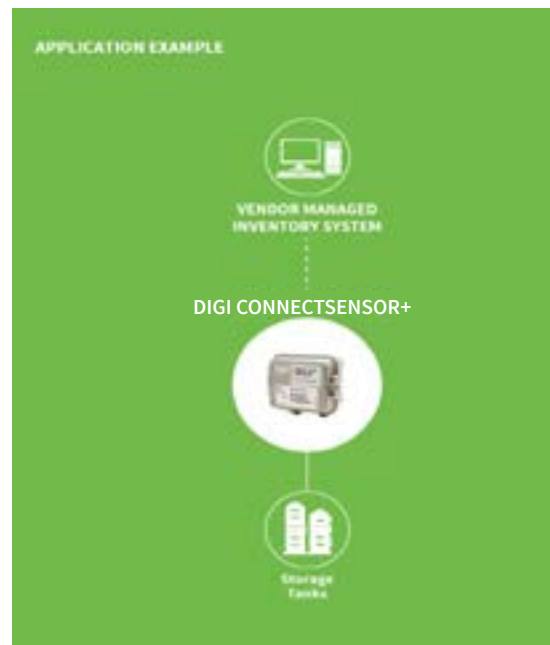 APPLICATION EXAMPLE
VENDOR MANAGED
INVENTORY SYSTEM
DIGI CONNECTSENSOR+
Storage
Tanks